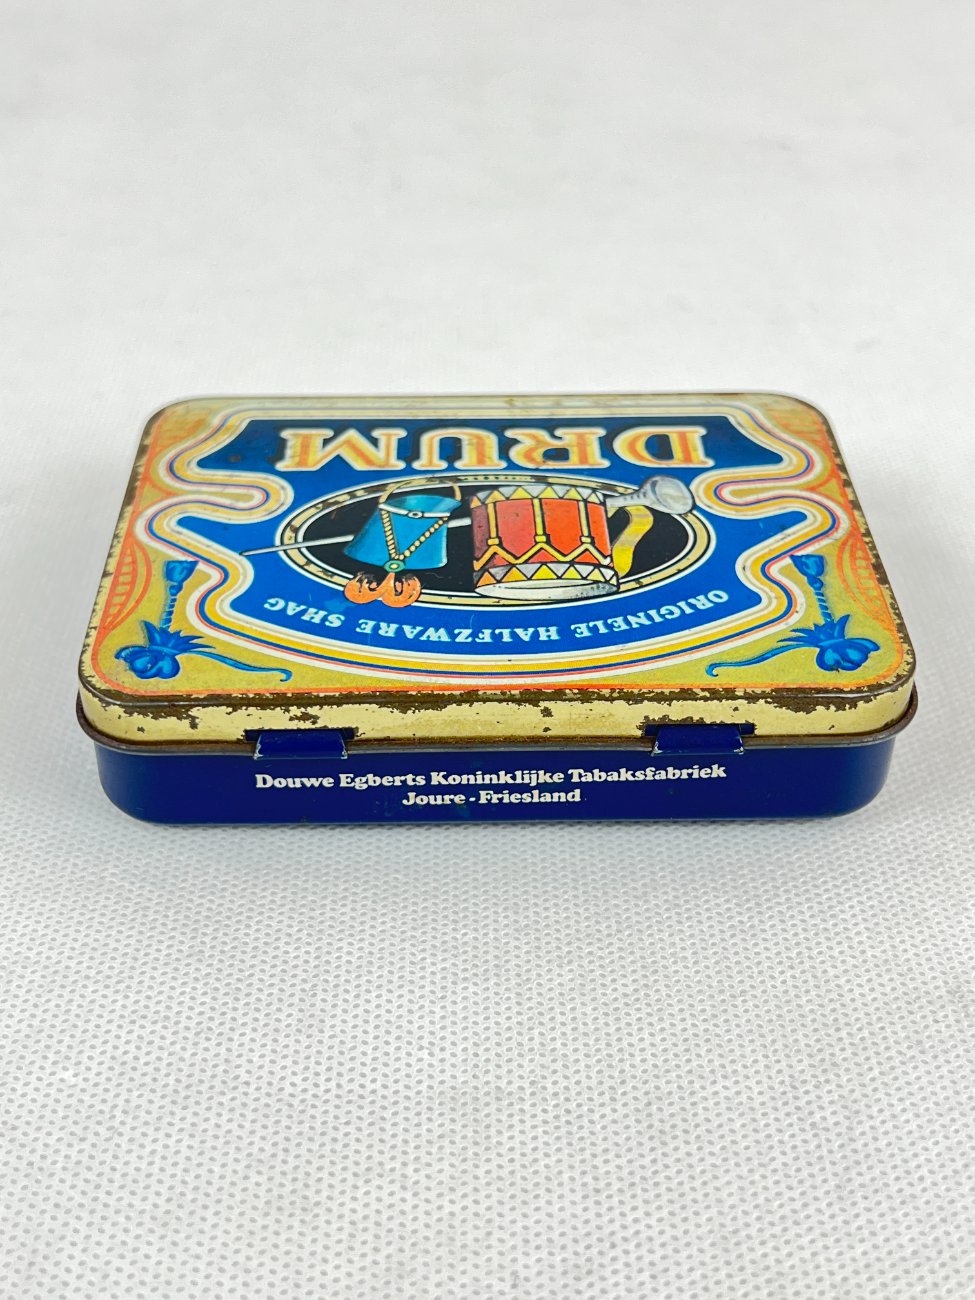 DRUM
ORIGINELE HALFZWARE SHAG
Douwe Egberts Koninklijke Tabaksfabriek
Joure - Friesland